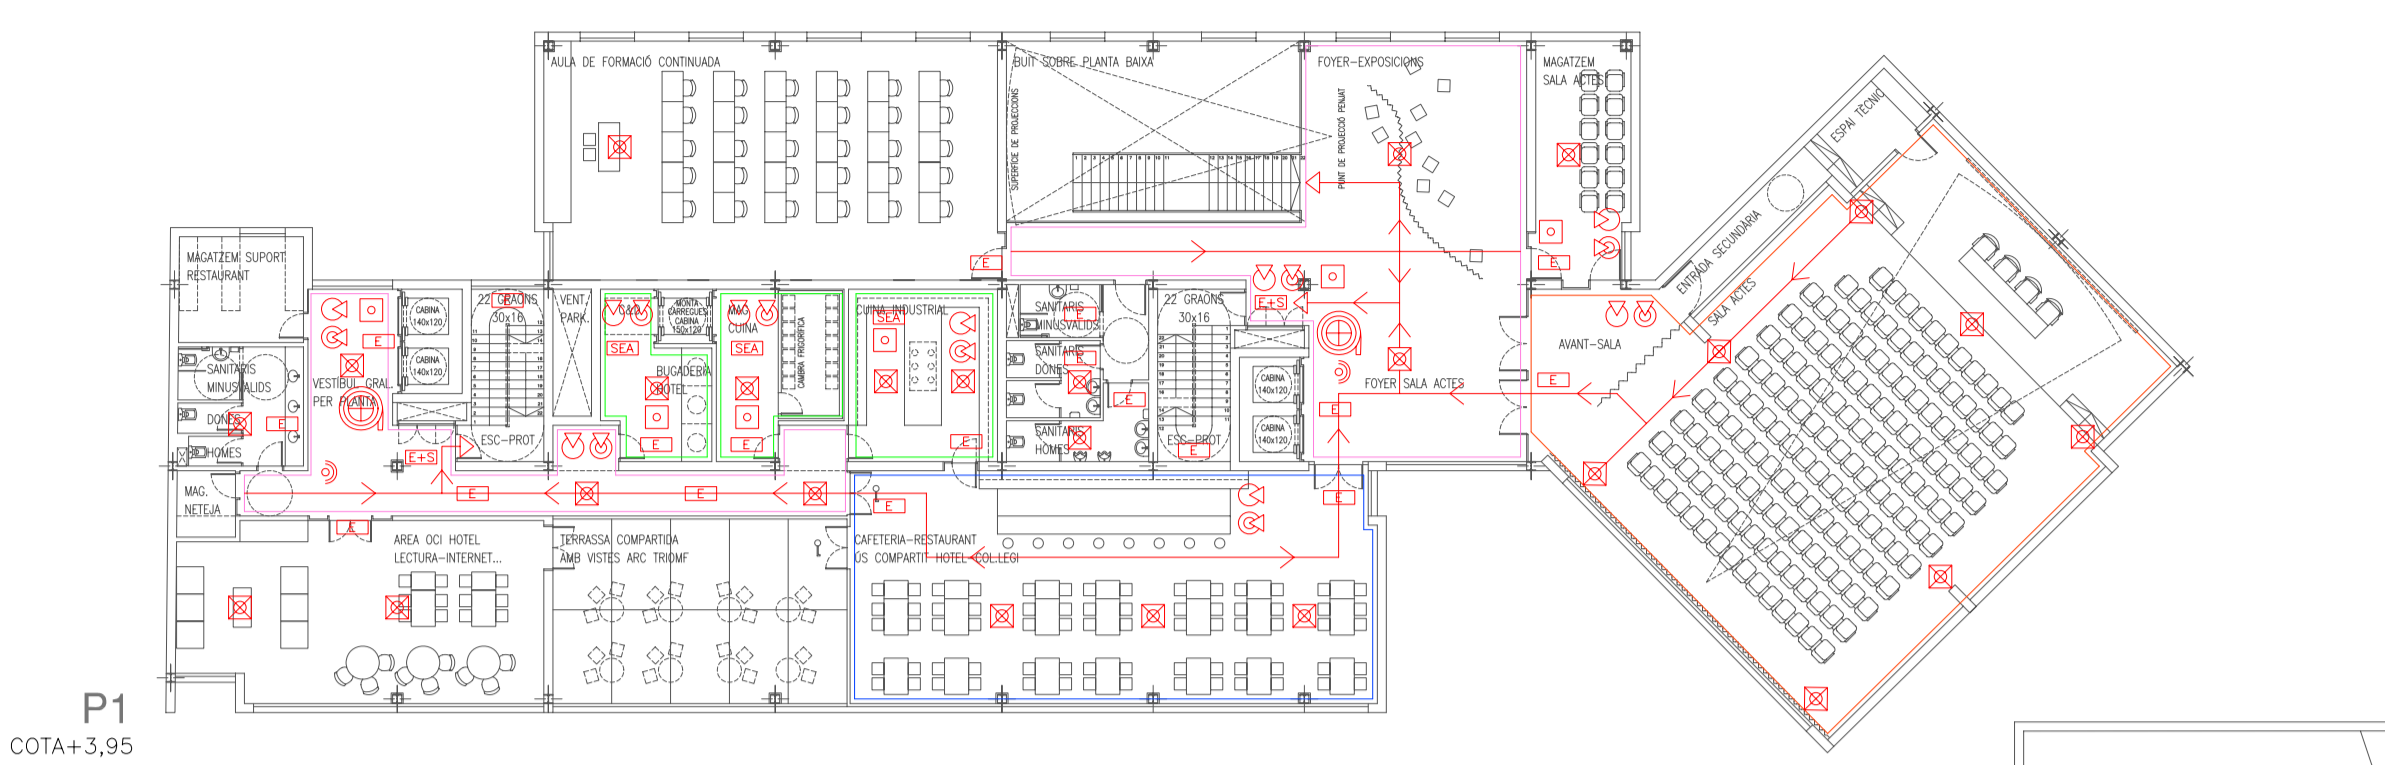 AULA DE FORMACIÓ CONTINUADA
BUIT SOBRE PLANTA BAIXA
FOYER-EXPOSICIONS
MAGATZEM
SALA ACTES
SUPERFÍCIE DE PROJECCIONS
PUNT DE PROJECCIÓ PENJAT
ESPAI TÈCNIC
ENTRADA SECUNDÀRIA
SALA ACTES
MAGATZEM SUPORT
RESTAURANT
E
E
E
22 GRAONS
30x16
VENT.
PARK.
MONTA
CARREGUES
CABINA
150x120
MAG.
CUINA
CAMBRA FRIGORÍFICA
CUINA INDUSTRIAL
SEA
SEA
SEA
SANITARIS
MINUSVALIDS
E
22 GRAONS
30x16
E+S
CABINA
140x120
CABINA
140x120
E
AVANT-SALA
SANITARIS
DONES
E
SANITARIS
MINUSVALIDS
VESTIBUL GRAL.
PER PLANTA
BUGADERIA
HOTEL
FOYER SALA ACTES
E
CABINA
140x120
CABINA
140x120
E
E
DONES
E
HOMES
ESC-PROT
E
E
E
SANITARIS
HOMES
ESC-PROT
E
E+S
MAG.
NETEJA
E
E
E
E
E
AREA OCI HOTEL
LECTURA-INTERNET...
TERRASSA COMPARTIDA
AMB VISTES ARC TRIOMF
CAFETERIA-RESTAURANT
ÚS COMPARTIT HOTEL-COL.LEGI
P1
COTA+3,95